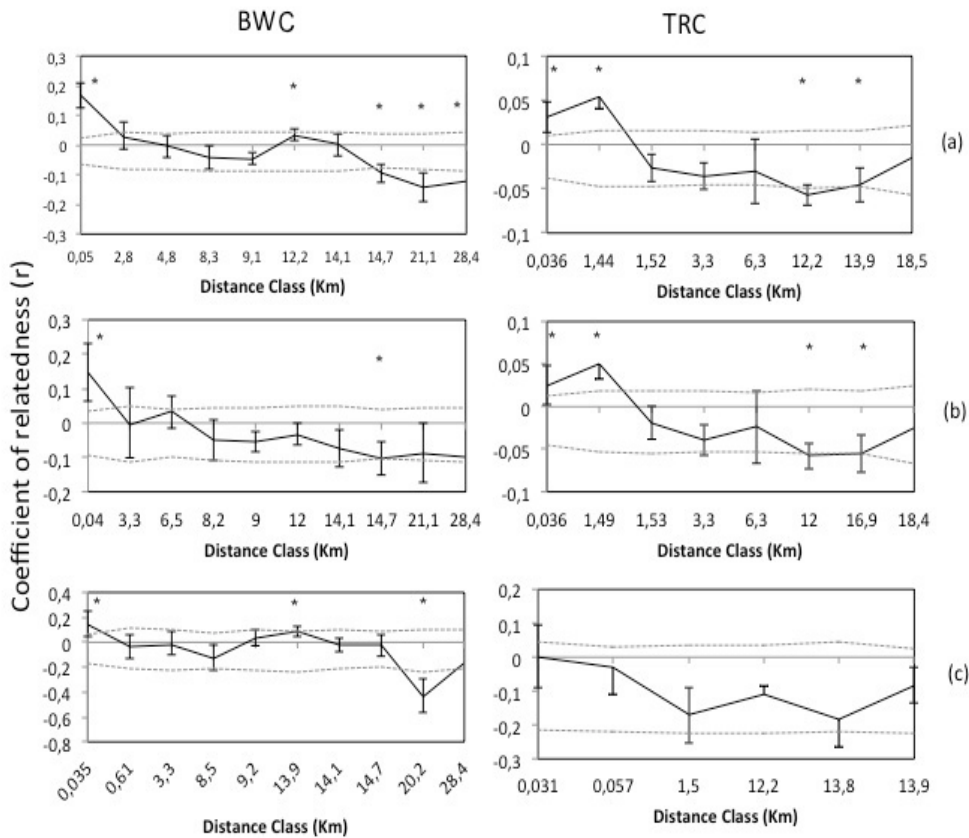 BWC
TRC
Coefficient of relatedness (r)
0,3
0,2
0,1
0
-0,1
-0,2
-0,3
* * * * *
0,05 2,8 4,8 8,3 9,1 12,2 14,1 14,7 21,1 28,4
Distance Class (Km)
0,1
0,05
0
-0,05
-0,1
* * * *
0,036 1,44 1,52 3,3 6,3 12,2 13,9 18,5
Distance Class (Km)
(a)
0,3
0,2
0,1
0
-0,1
-0,2
* *
0,04 3,3 6,5 8,2 9 12 14,1 14,7 21,1 28,4
Distance Class (Km)
0,1
0,05
0
-0,05
-0,1
* * * *
0,036 1,49 1,53 3,3 6,3 12 16,9 18,4
Distance Class (Km)
(b)
0,4
0,2
0
-0,2
-0,4
-0,6
-0,8
* * *
0,035 0,61 3,3 8,5 9,2 13,9 14,1 14,7 20,2 28,4
Distance Class (Km)
0,2
0,1
0
-0,1
-0,2
-0,3
0,031 0,057 1,5 12,2 13,8 13,9
Distance Class (Km)
(c)